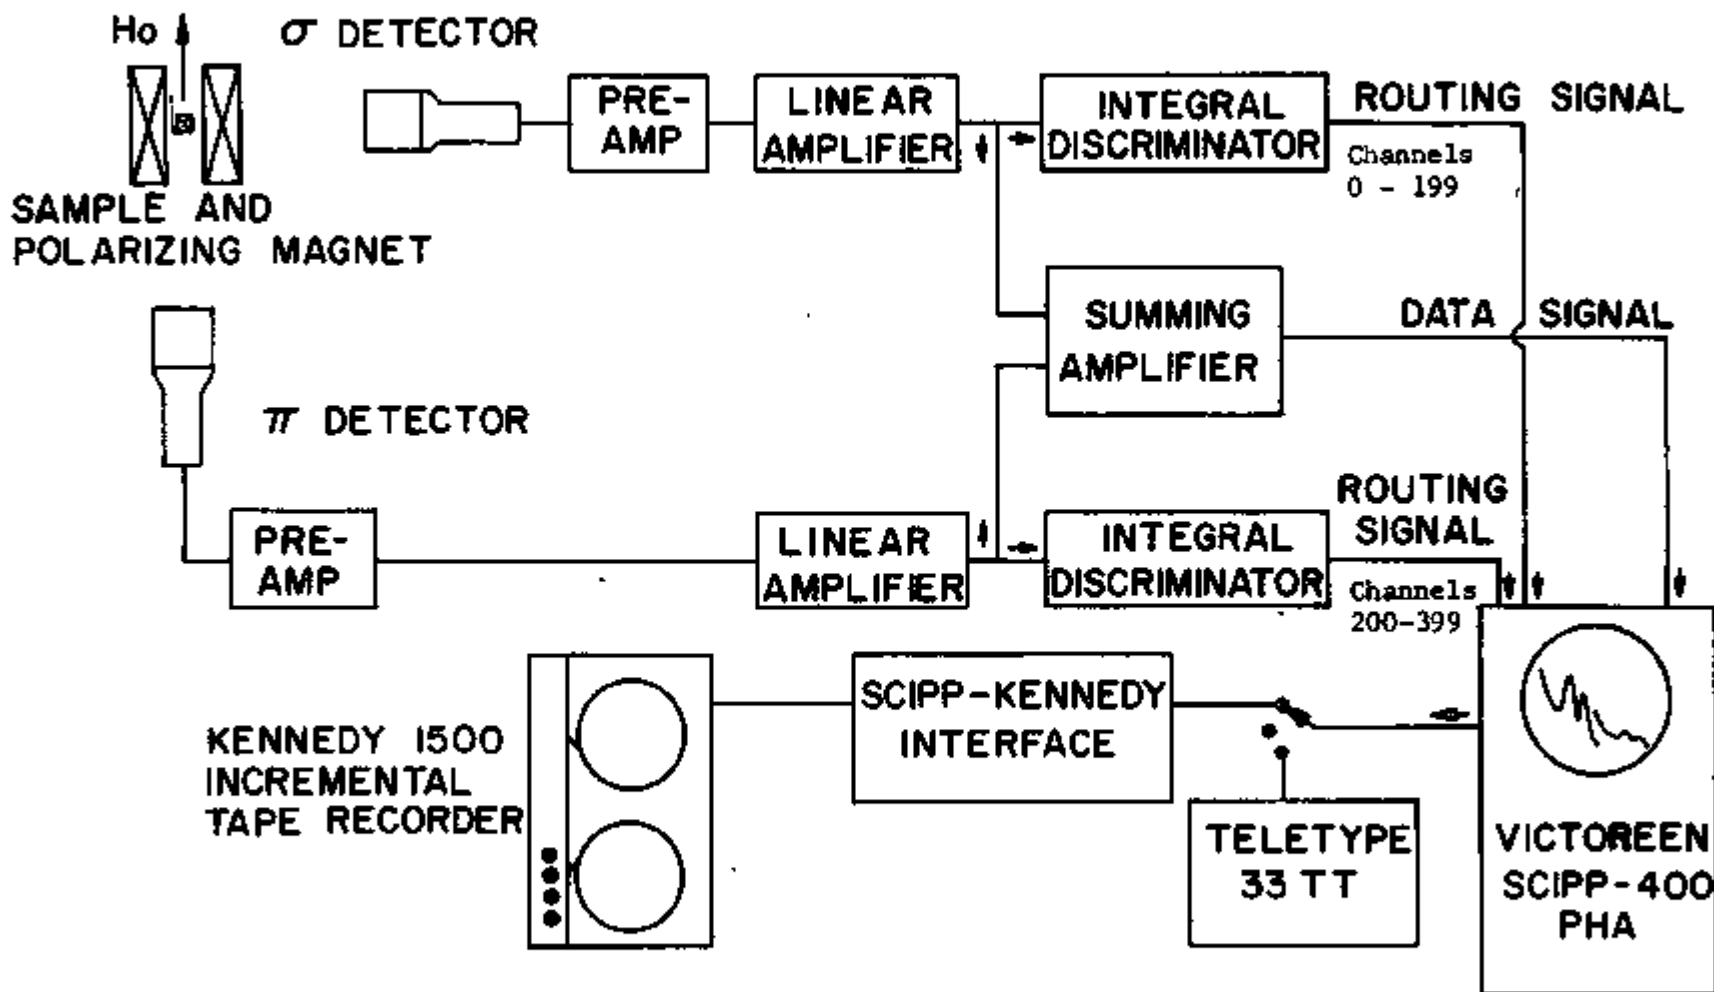 Ho
σ DETECTOR
PRE-
AMP
LINEAR
AMPLIFIER
INTEGRAL
DISCRIMINATOR
ROUTING SIGNAL
Channels
0 - 199
SAMPLE AND
POLARIZING MAGNET
SUMMING
AMPLIFIER
DATA SIGNAL
π DETECTOR
PRE-
AMP
LINEAR
AMPLIFIER
INTEGRAL
DISCRIMINATOR
ROUTING
SIGNAL
Channels
200-399
KENNEDY 1500
INCREMENTAL
TAPE RECORDER
SCIPP-KENNEDY
INTERFACE
TELETYPE
33 TT
VICTOREEN
SCIPP-400
PHA